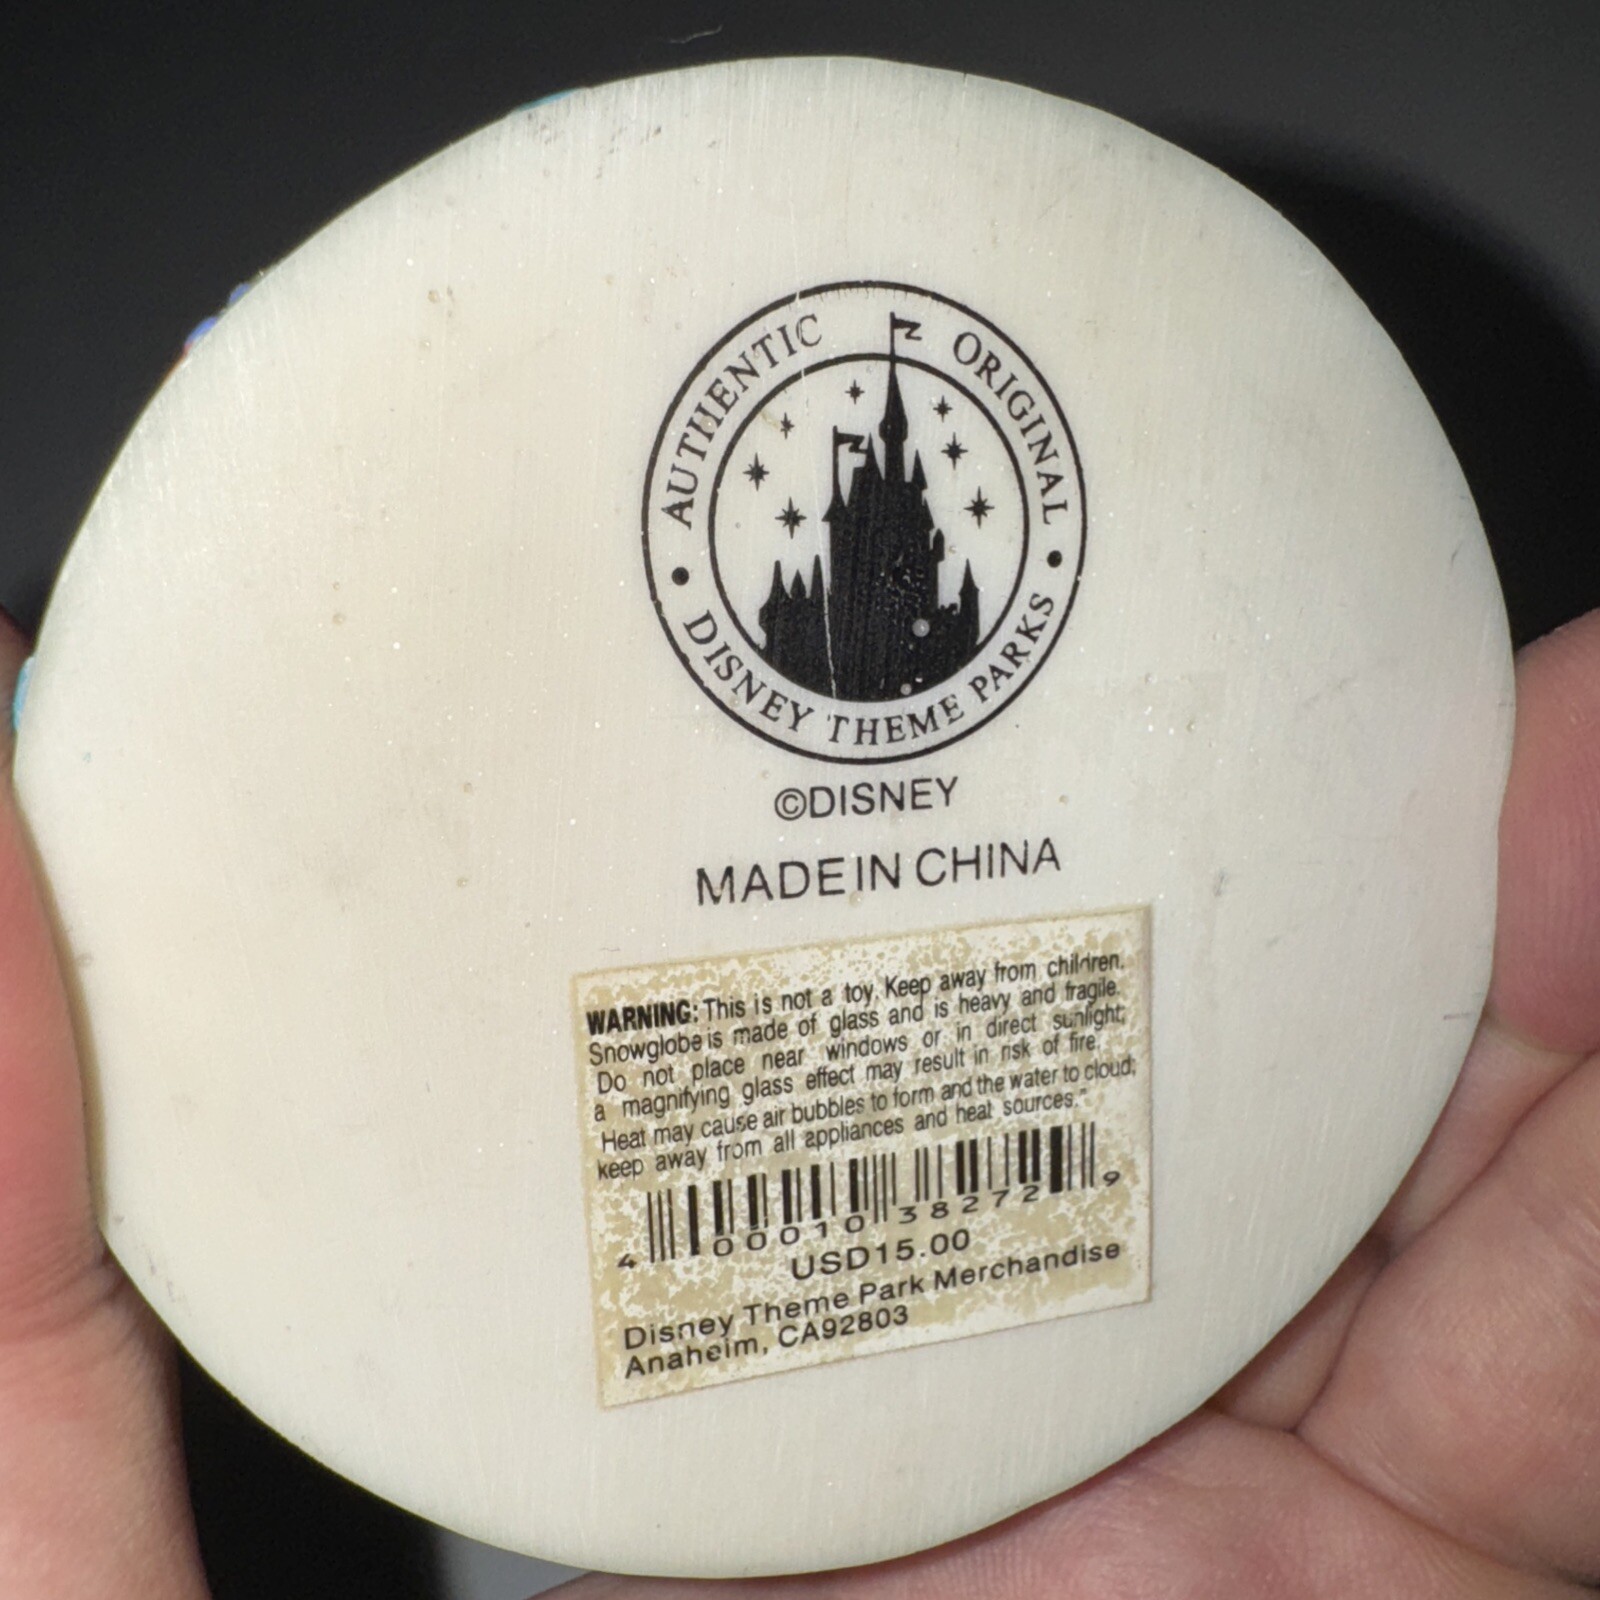 AUTHENTIC ORIGINAL
• DISNEY THEME PARKS •
©DISNEY
MADE IN CHINA
WARNING: This is not a toy. Keep away from children.
Snowglobe is made of glass and is heavy and fragile.
Do not place near windows or in direct sunlight;
a magnifying glass effect may result in risk of fire.
Heat may cause air bubbles to form and the water to cloud;
keep away from all appliances and heat sources."
4 00010 38272 9
USD15.00
Disney Theme Park Merchandise
Anaheim, CA92803